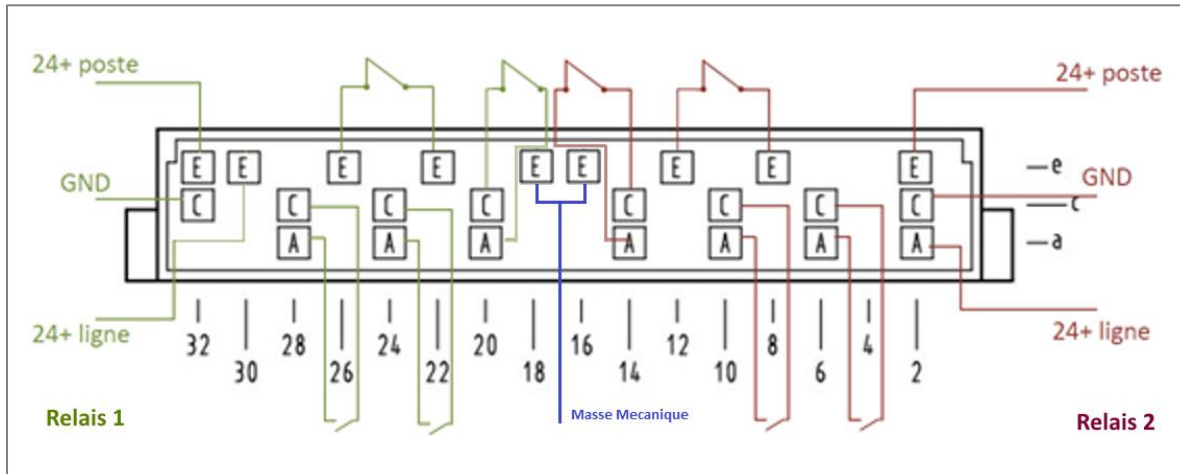 24+ poste
24+ poste
E E E E E E E E E
e
GND
GND
C C C C C C C C
c
A A A A A A A
a
24+ ligne
24+ ligne
32 28 24 20 16 12 8 4
30 26 22 18 14 10 6 2
Relais 1
Masse Mecanique
Relais 2